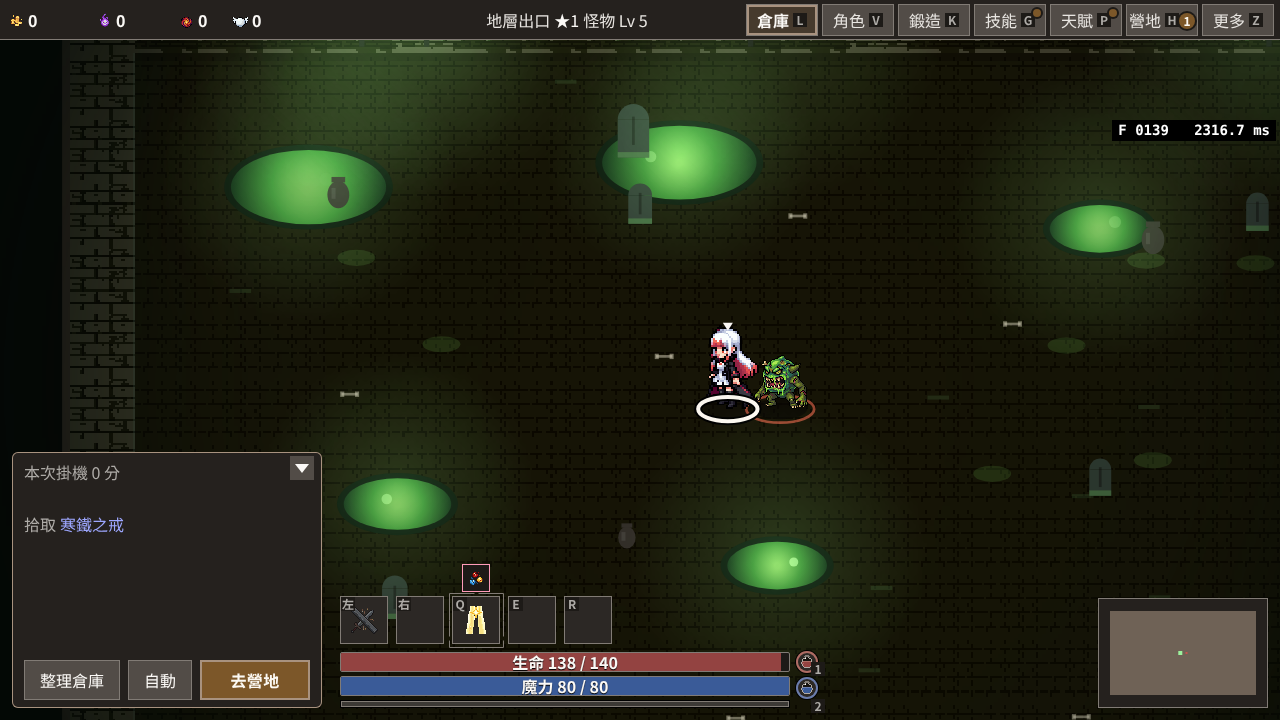 0 0 0 0 地層出口 ★1 怪物 Lv 5 倉庫 L 角色 V 鍛造 K 技能 G 天賦 P 營地 H 1 更多 Z
F 0139 2316.7 ms
本次掛機 0 分
拾取 寒鐵之戒
左 右 Q E R
生命 138 / 140 1
魔力 80 / 80 2
整理倉庫 自動 去營地